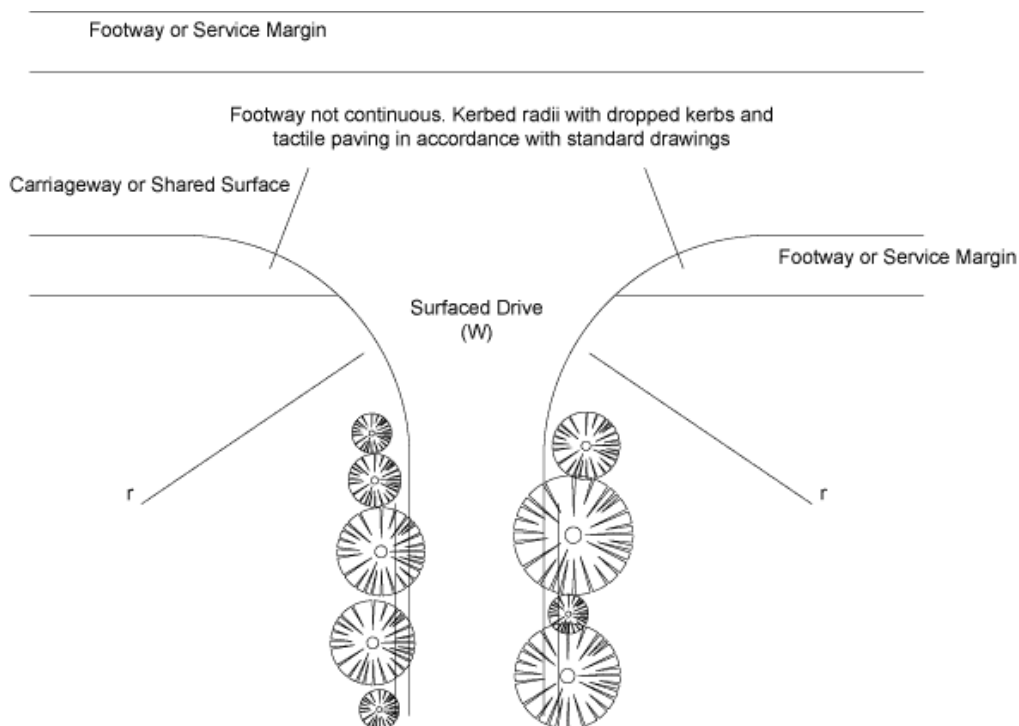 Footway or Service Margin
Footway not continuous. Kerbed radii with dropped kerbs and
tactile paving in accordance with standard drawings
Carriageway or Shared Surface
Footway or Service Margin
Surfaced Drive
(W)
r
r